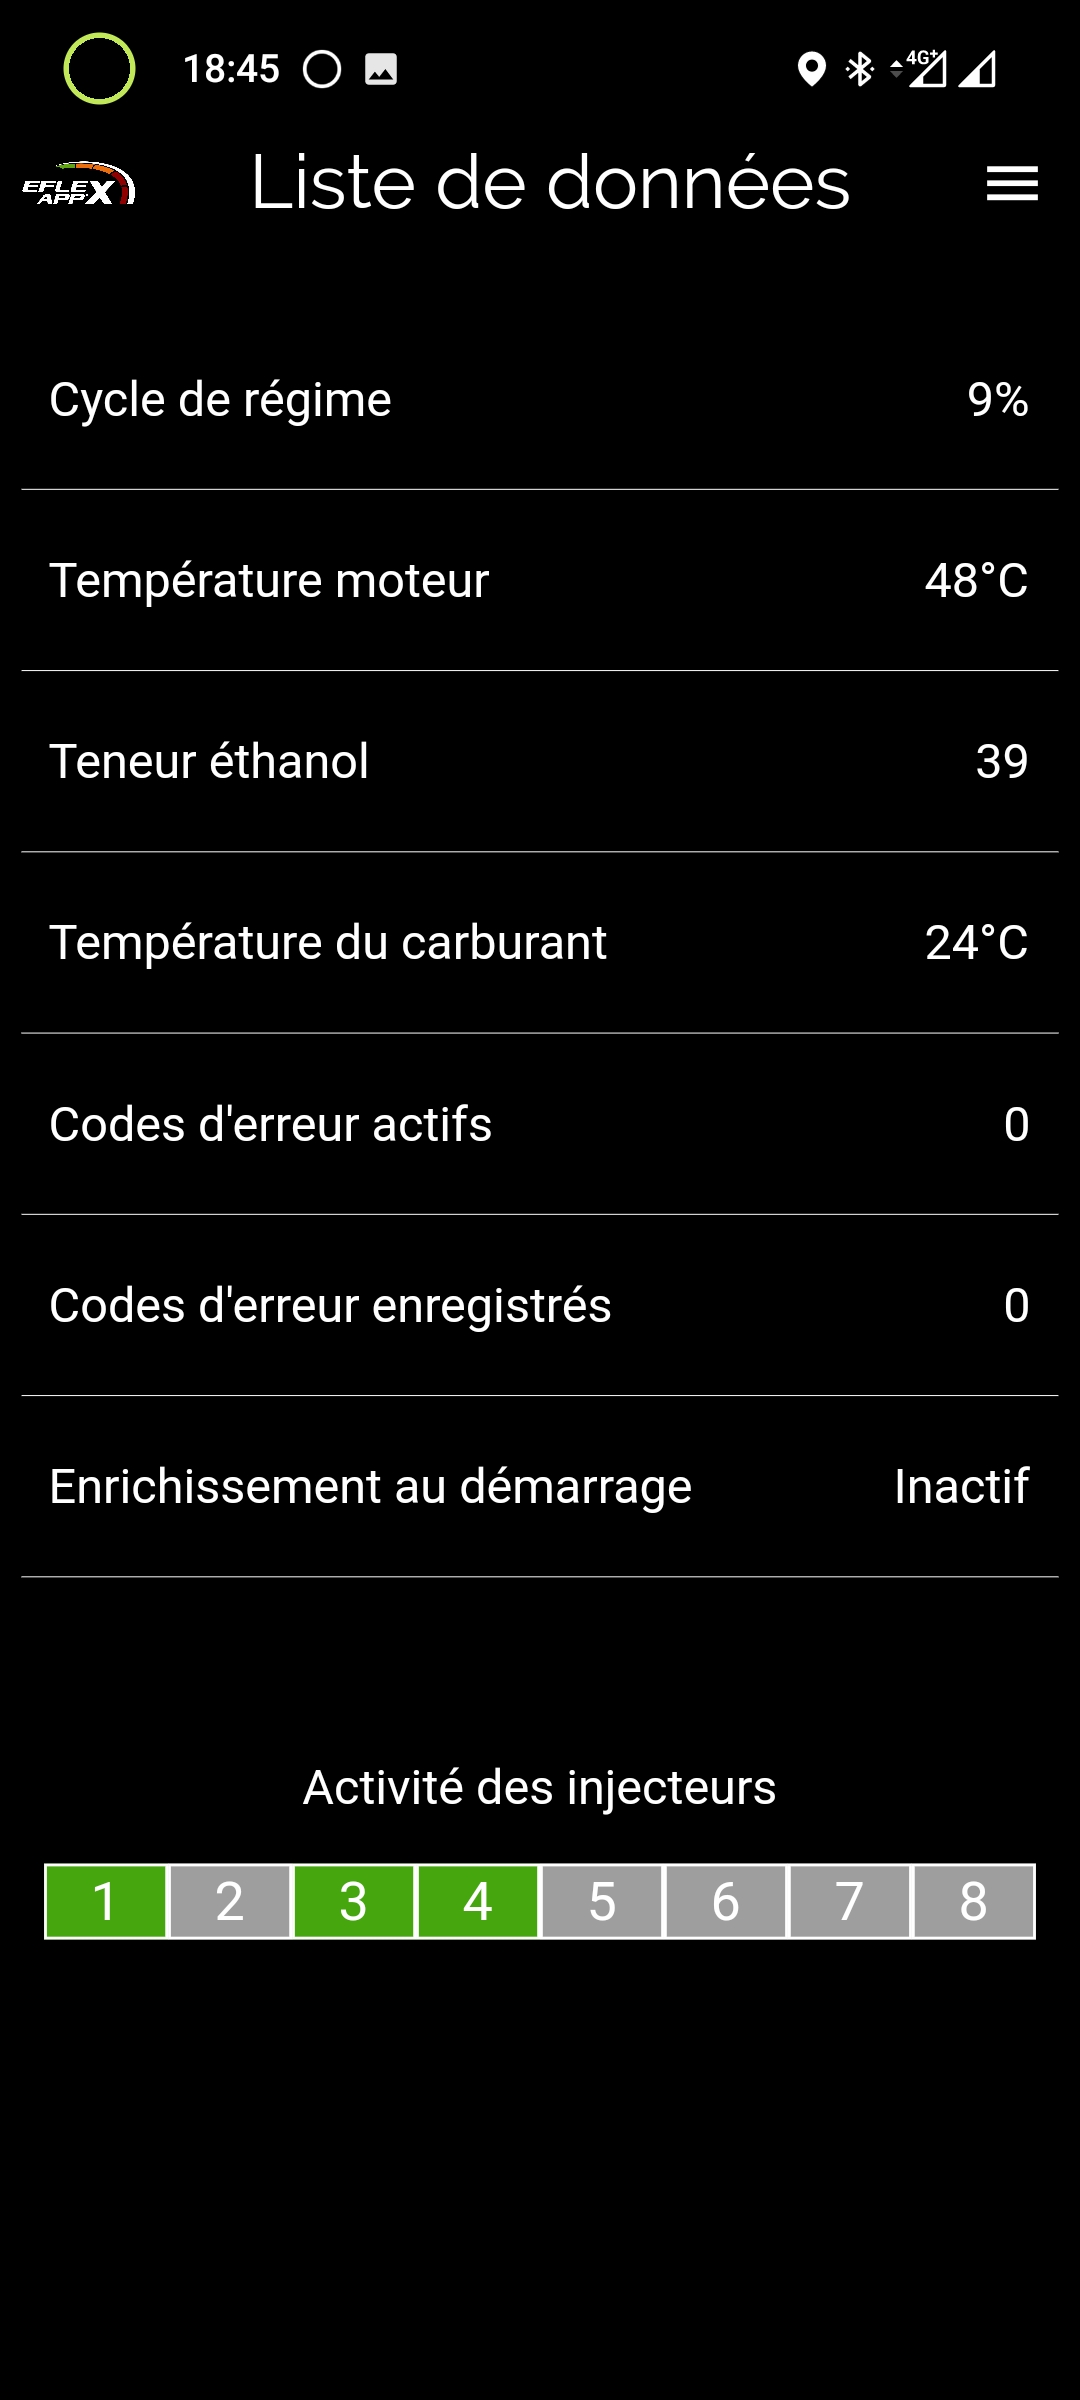 18:45
4G+
EFLEX
APP
Liste de données
Cycle de régime 9%
Température moteur 48°C
Teneur éthanol 39
Température du carburant 24°C
Codes d'erreur actifs 0
Codes d'erreur enregistrés 0
Enrichissement au démarrage Inactif
Activité des injecteurs
1 2 3 4 5 6 7 8